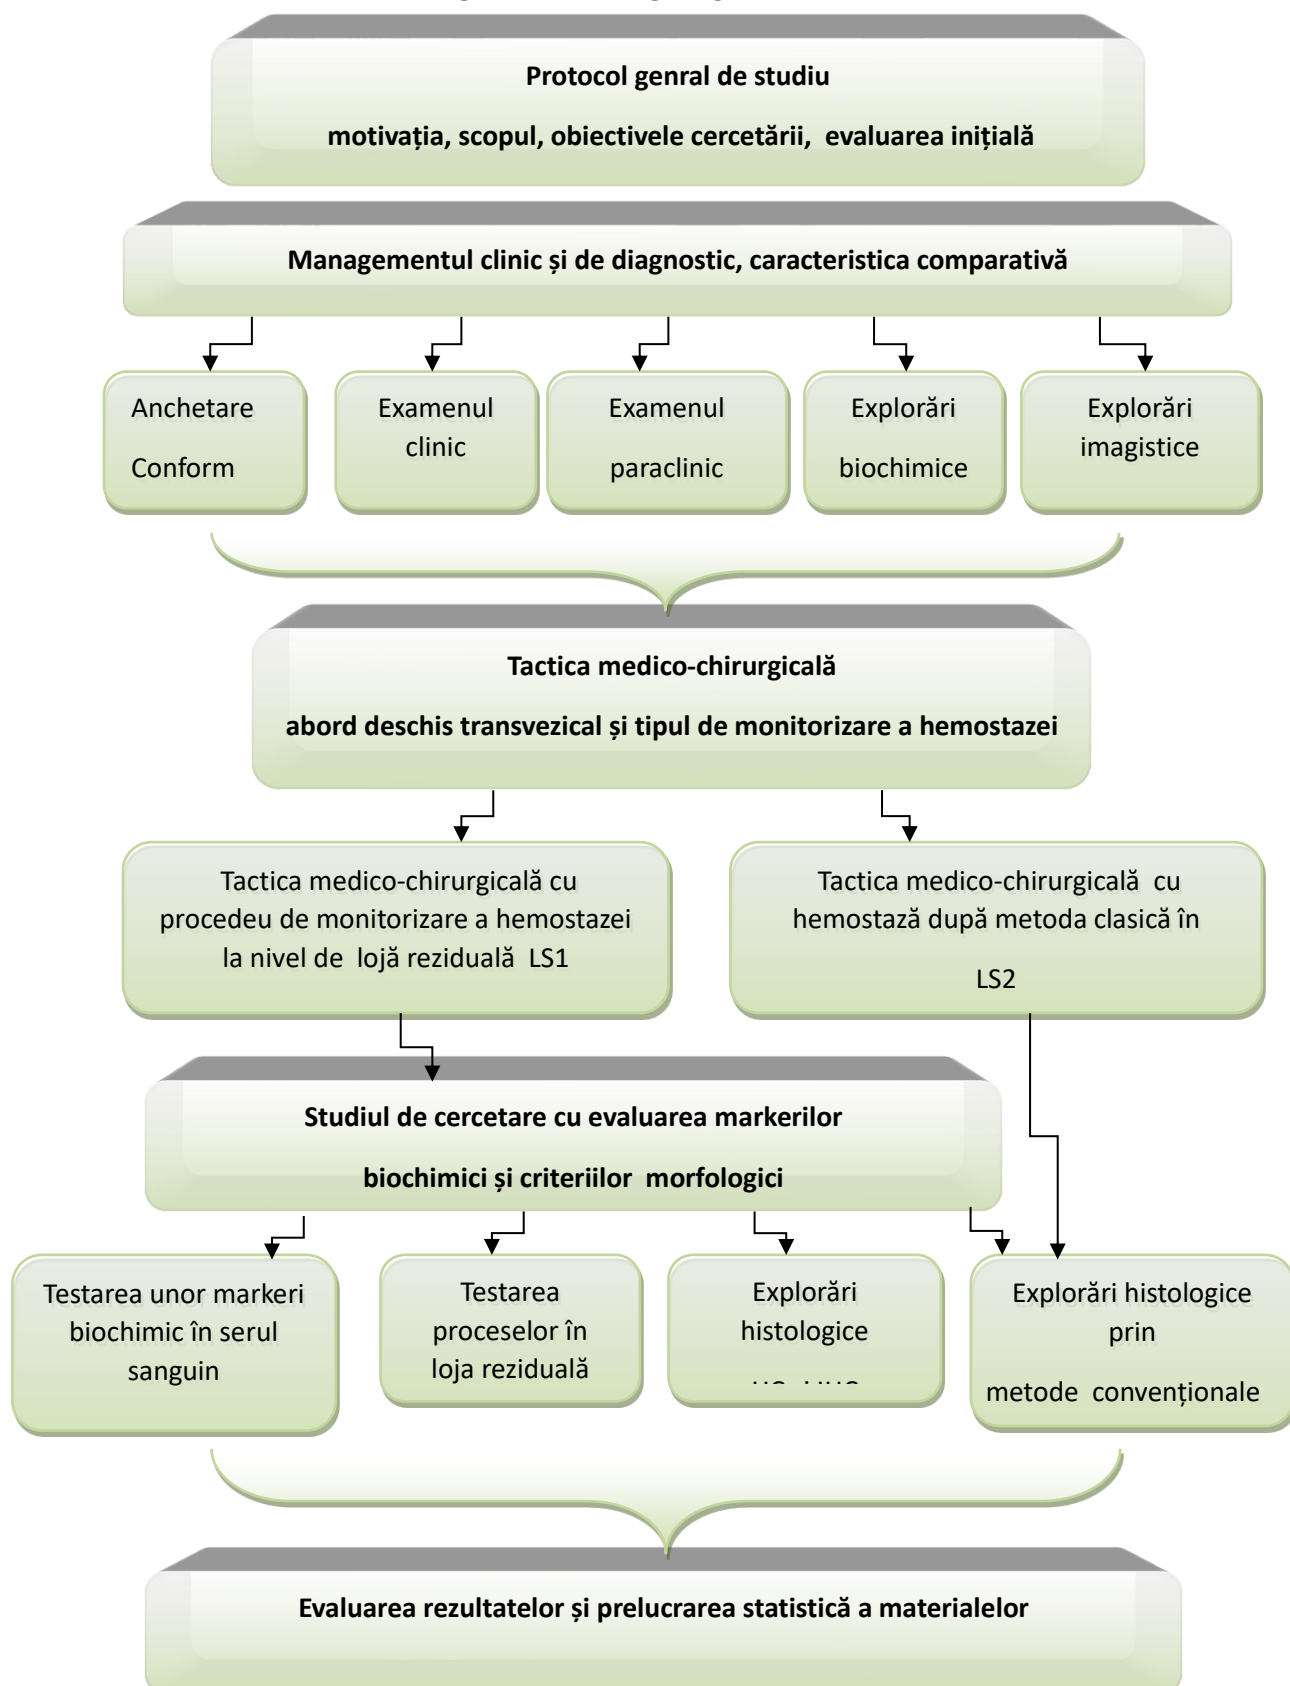 Protocol genral de studiu
motivația, scopul, obiectivele cercetării, evaluarea inițială
Managementul clinic și de diagnostic, caracteristica comparativă
Anchetare
Conform
Examenul
clinic
Examenul
paraclinic
Explorări
biochimice
Explorări
imagistice
Tactica medico-chirurgicală
abord deschis transvezical și tipul de monitorizare a hemostazei
Tactica medico-chirurgicală cu
procedeu de monitorizare a hemostazei
la nivel de lojă reziduală LS1
Tactica medico-chirurgicală cu
hemostază după metoda clasică în
LS2
Studiul de cercetare cu evaluarea markerilor
biochimici și criteriilor morfologici
Testarea unor markeri
biochimic în serul
sanguin
Testarea
proceselor în
loja reziduală
Explorări
histologice
Explorări histologice
prin
metode convenționale
Evaluarea rezultatelor și prelucrarea statistică a materialelor